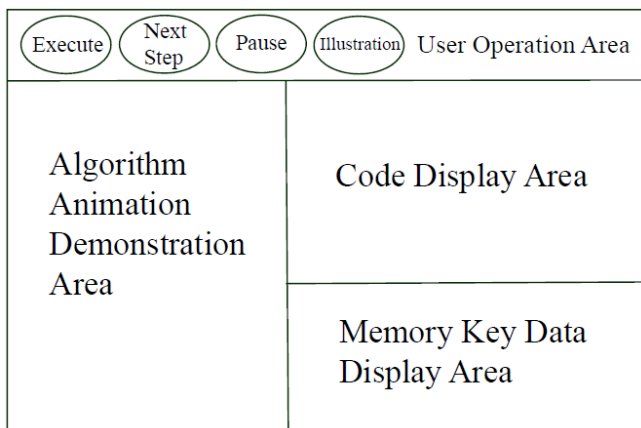 Execute
Next
Step
Pause
Illustration
User Operation Area
Algorithm
Animation
Demonstration
Area
Code Display Area
Memory Key Data
Display Area